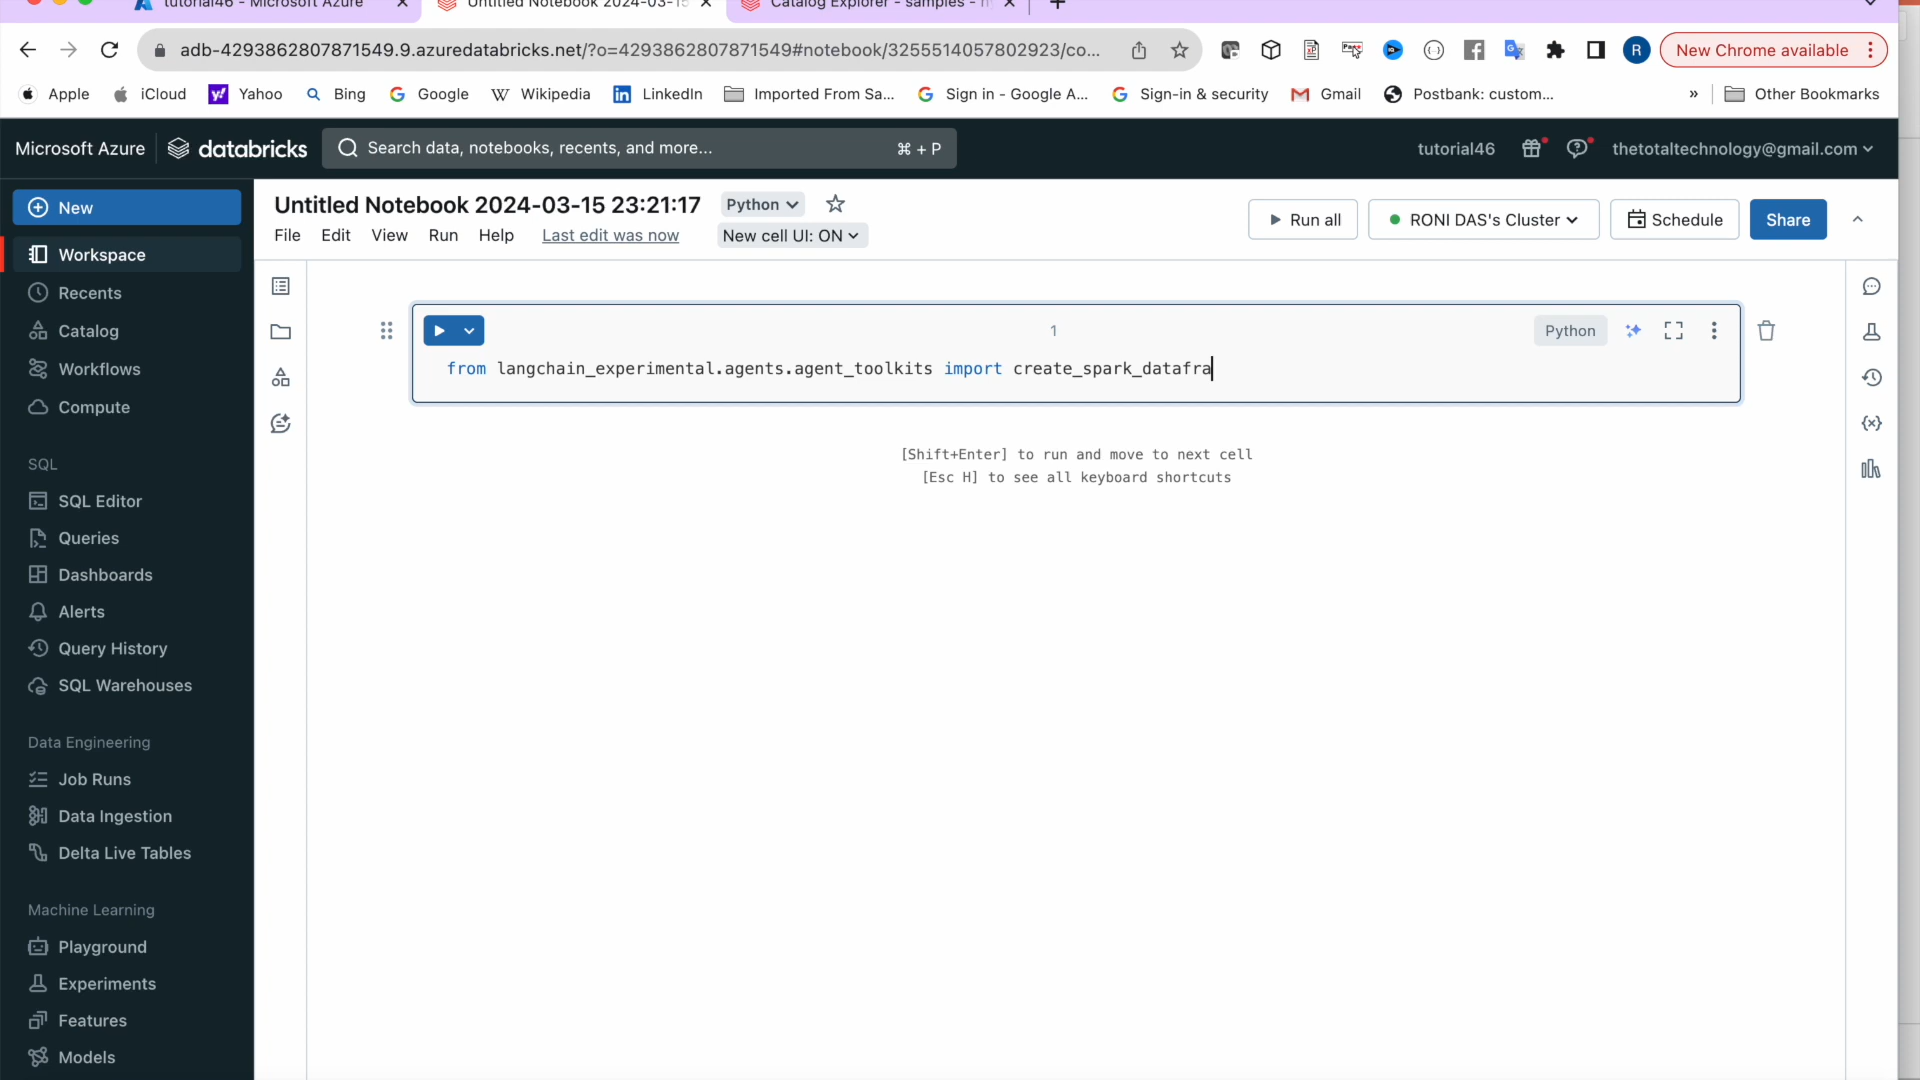 tutorial46 - Microsoft Azure
Untitled Notebook 2024-03-15
Catalog Explorer - samples -
adb-4293862807871549.9.azuredatabricks.net/?o=4293862807871549#notebook/3255514057802923/co...
R
New Chrome available
Apple
iCloud
Yahoo
Bing
Google
Wikipedia
LinkedIn
Imported From Sa...
Sign in - Google A...
Sign-in & security
Gmail
Postbank: custom...
»
Other Bookmarks
Microsoft Azure
databricks
Search data, notebooks, recents, and more...
⌘ + P
tutorial46
thetotaltechnology@gmail.com
New
Workspace
Recents
Catalog
Workflows
Compute
SQL
SQL Editor
Queries
Dashboards
Alerts
Query History
SQL Warehouses
Data Engineering
Job Runs
Data Ingestion
Delta Live Tables
Machine Learning
Playground
Experiments
Features
Models
Untitled Notebook 2024-03-15 23:21:17
Python
File
Edit
View
Run
Help
Last edit was now
New cell UI: ON
Run all
RONI DAS's Cluster
Schedule
Share
1
Python
from langchain_experimental.agents.agent_toolkits import create_spark_datafra
[Shift+Enter] to run and move to next cell
[Esc H] to see all keyboard shortcuts